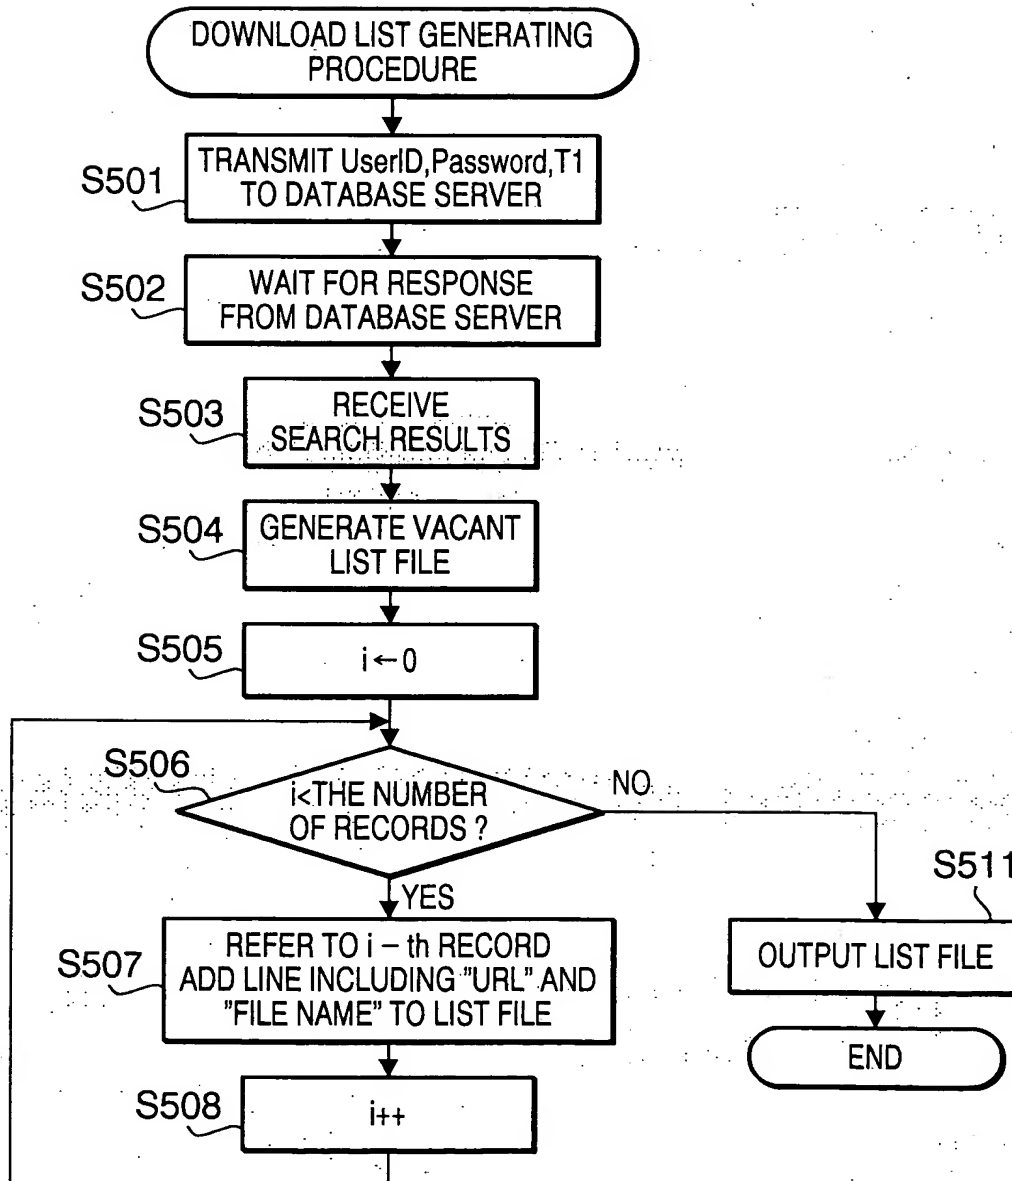 DOWNLOAD LIST GENERATING
PROCEDURE
S501
TRANSMIT UserID,Password,T1
TO DATABASE SERVER
S502
WAIT FOR RESPONSE
FROM DATABASE SERVER
S503
RECEIVE
SEARCH RESULTS
S504
GENERATE VACANT
LIST FILE
S505
i←0
S506
i<THE NUMBER
OF RECORDS ?
NO
YES
S507
REFER TO i – th RECORD
ADD LINE INCLUDING "URL" AND
"FILE NAME" TO LIST FILE
S508
i++
S511
OUTPUT LIST FILE
END